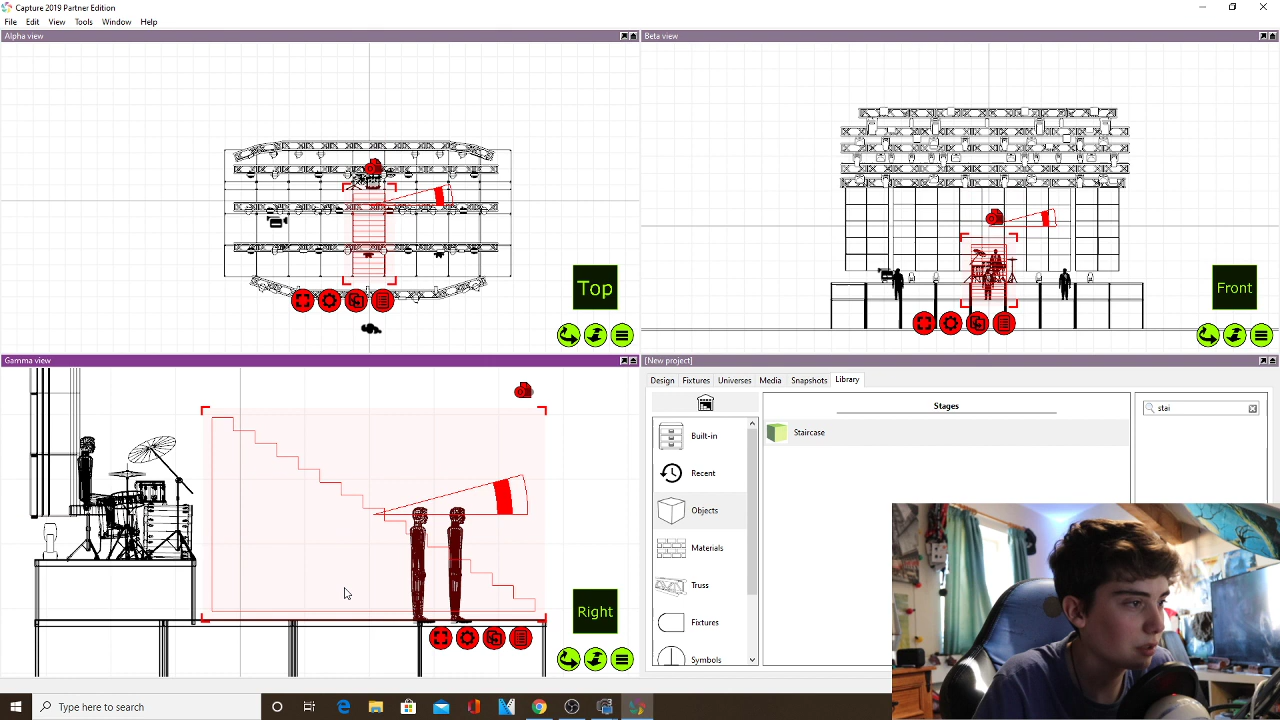 Capture 2019 Partner Edition
File Edit View Tools Window Help
Alpha view
Top
Beta view
Front
Gamma view
Right
[New project]
Design Fixtures Universes Media Snapshots Library
Built-in
Recent
Objects
Materials
Truss
Fixtures
Symbols
Stages
Staircase
stai
Type here to search